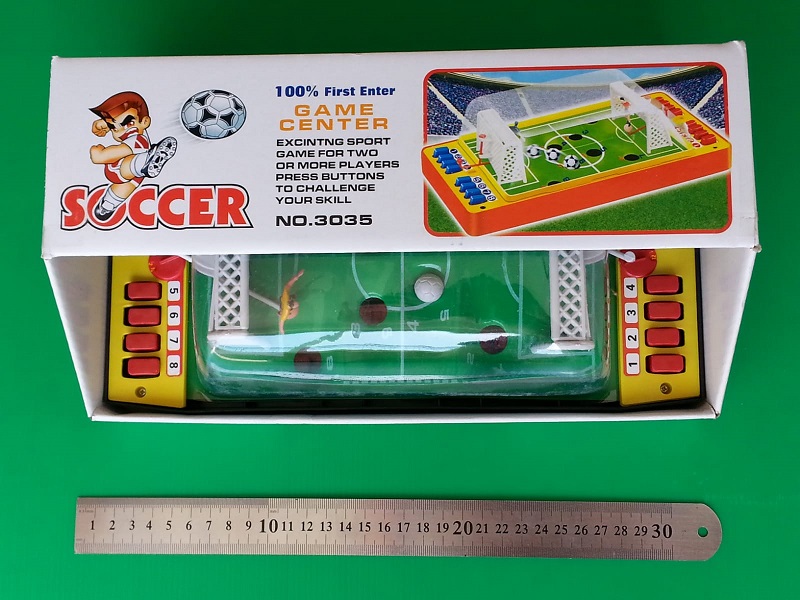 100% First Enter
GAME
CENTER
EXCINTNG SPORT
GAME FOR TWO
OR MORE PLAYERS
PRESS BUTTONS
TO CHALLENGE
YOUR SKILL
NO.3035
SOCCER
5
6
7
8
4
3
2
1
5
4
1 2 3 4 5 6 7 8 9 10 11 12 13 14 15 16 17 18 19 20 21 22 23 24 25 26 27 28 29 30